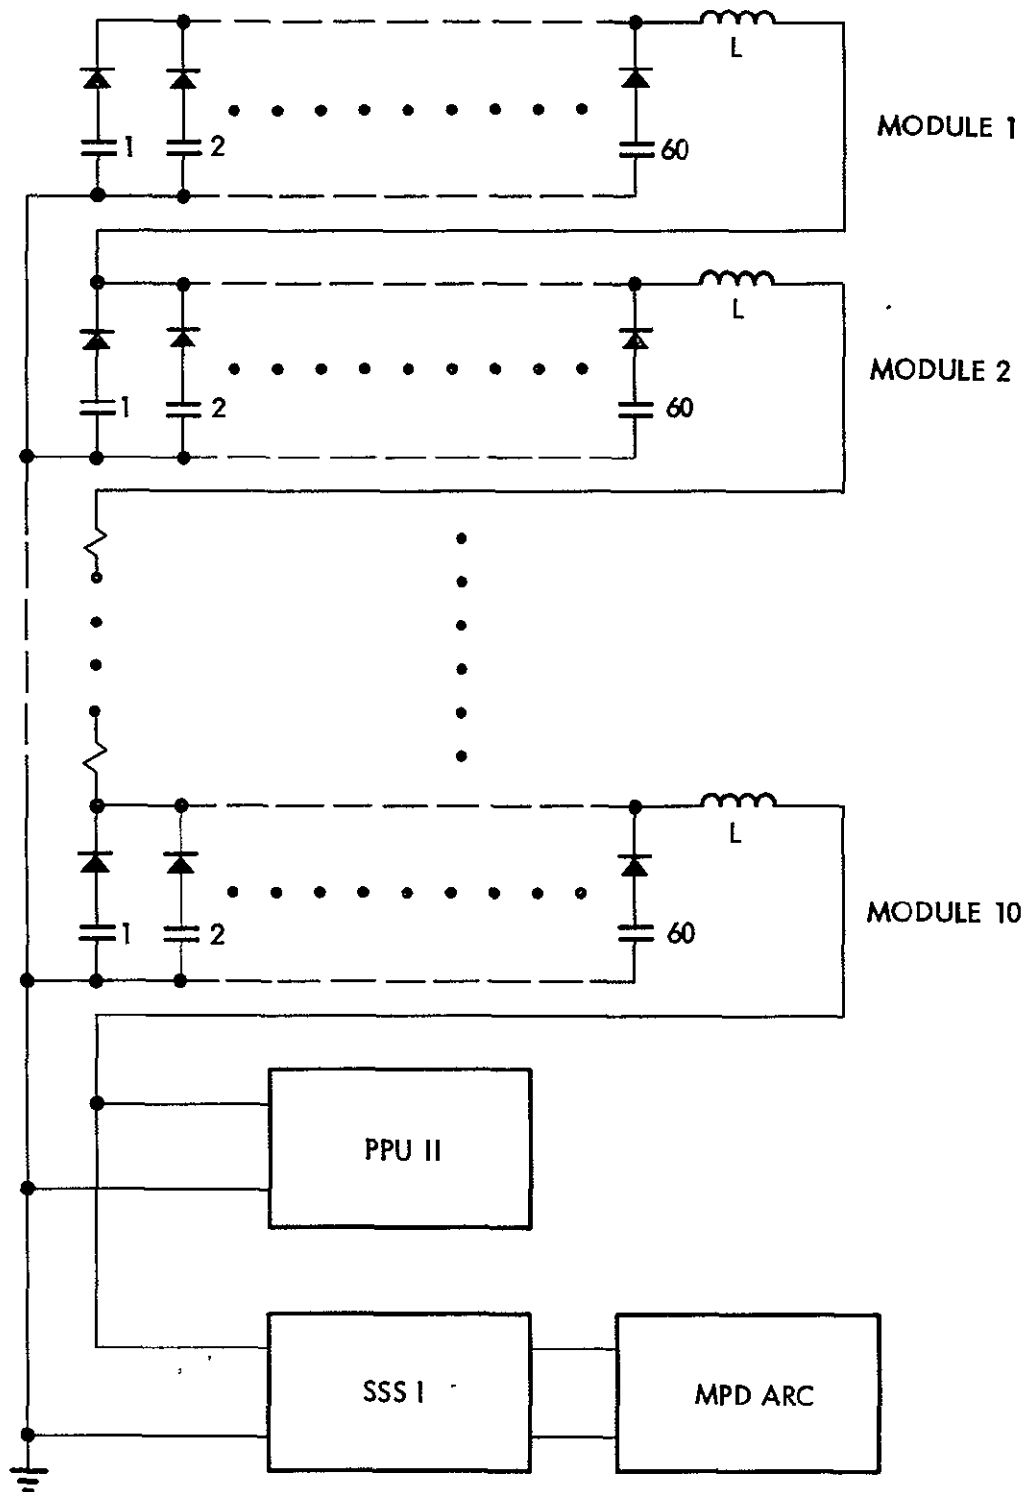 L
MODULE 1
1 2 60
L
MODULE 2
1 2 60
L
MODULE 10
1 2 60
PPU II
SSS I
MPD ARC